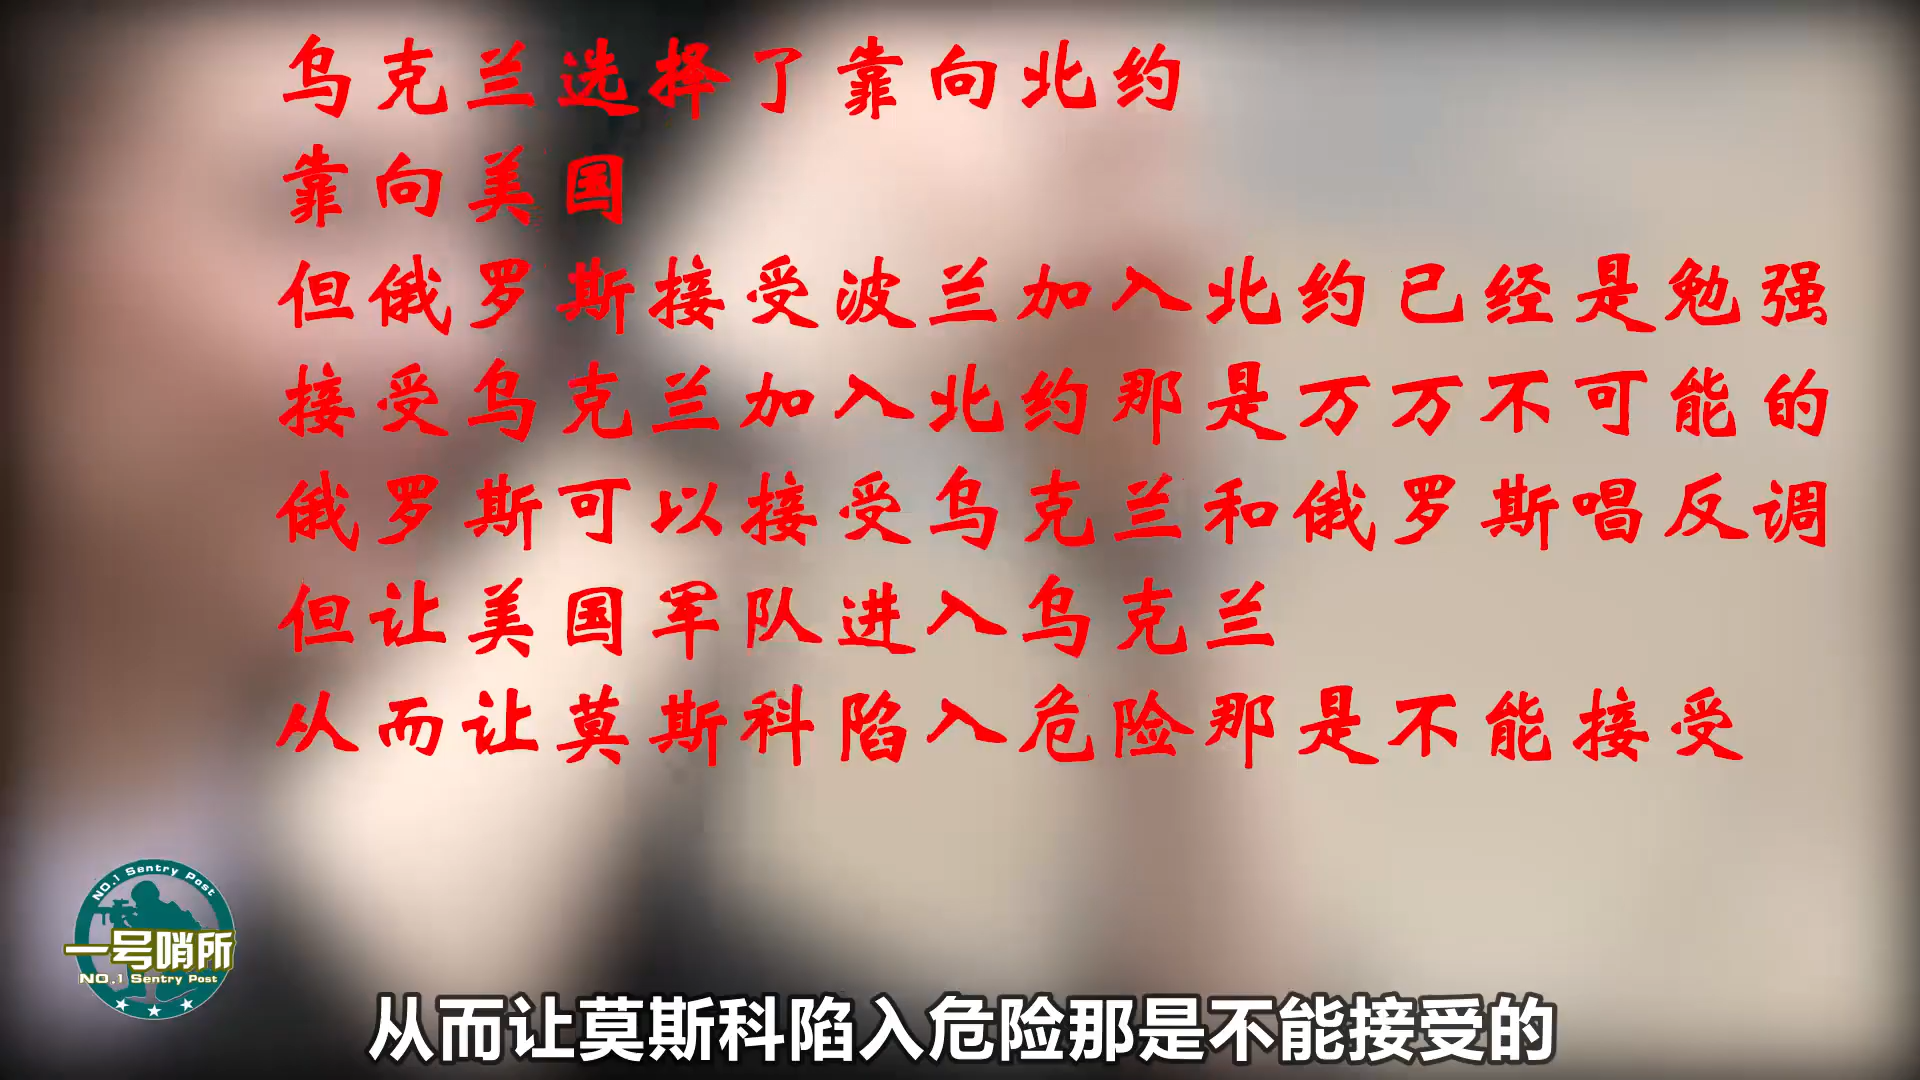 乌克兰选择了靠向北约
靠向美国
但俄罗斯接受波兰加入北约已经是勉强
接受乌克兰加入北约那是万万不可能的
俄罗斯可以接受乌克兰和俄罗斯唱反调
但让美国军队进入乌克兰
从而让莫斯科陷入危险那是不能接受
NO.1 Sentry Post
一号哨所
NO.1 Sentry Post
从而让莫斯科陷入危险那是不能接受的